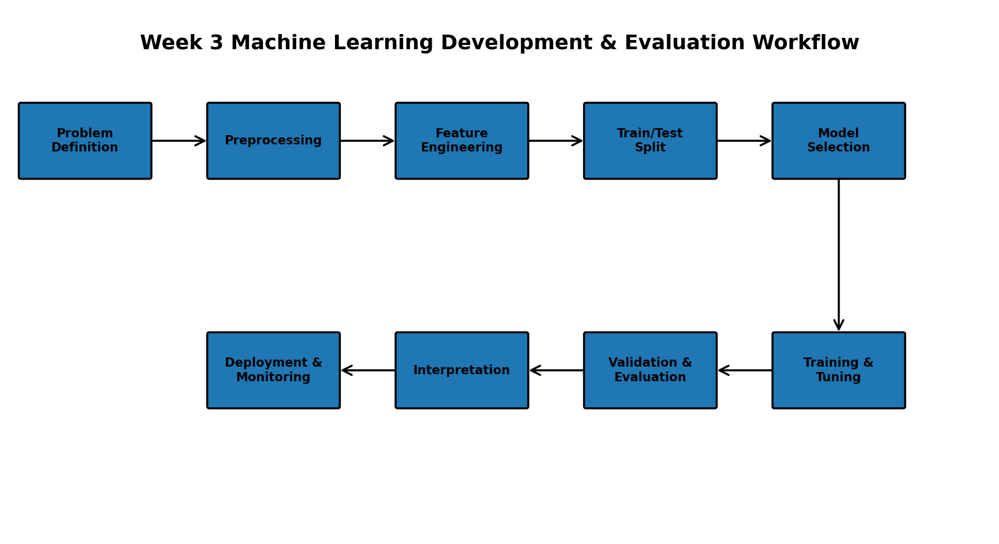 Week 3 Machine Learning Development & Evaluation Workflow
Problem
Definition
Preprocessing
Feature
Engineering
Train/Test
Split
Model
Selection
Training &
Tuning
Validation &
Evaluation
Interpretation
Deployment &
Monitoring